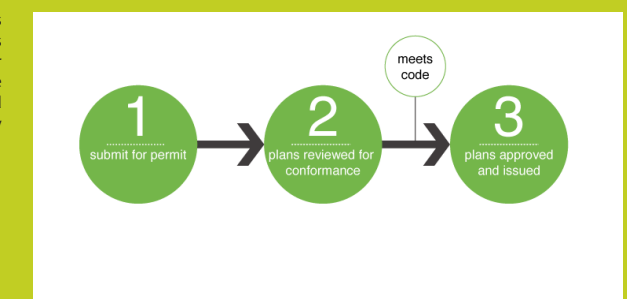 1
submit for permit
2
plans reviewed for
conformance
meets
code
3
plans approved
and issued